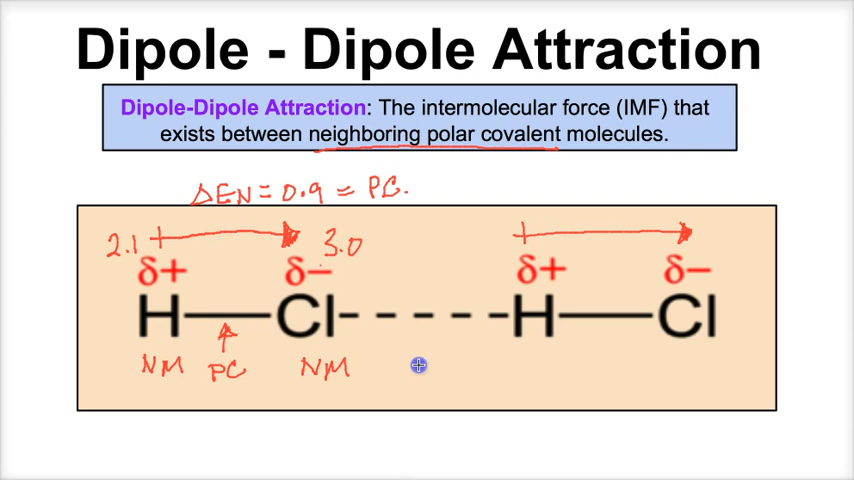 Dipole - Dipole Attraction
Dipole-Dipole Attraction: The intermolecular force (IMF) that
exists between neighboring polar covalent molecules.
ΔEN = 0.9 = PC.
2.1 3.0
δ+ δ− δ+ δ−
H Cl H Cl
NM PC NM